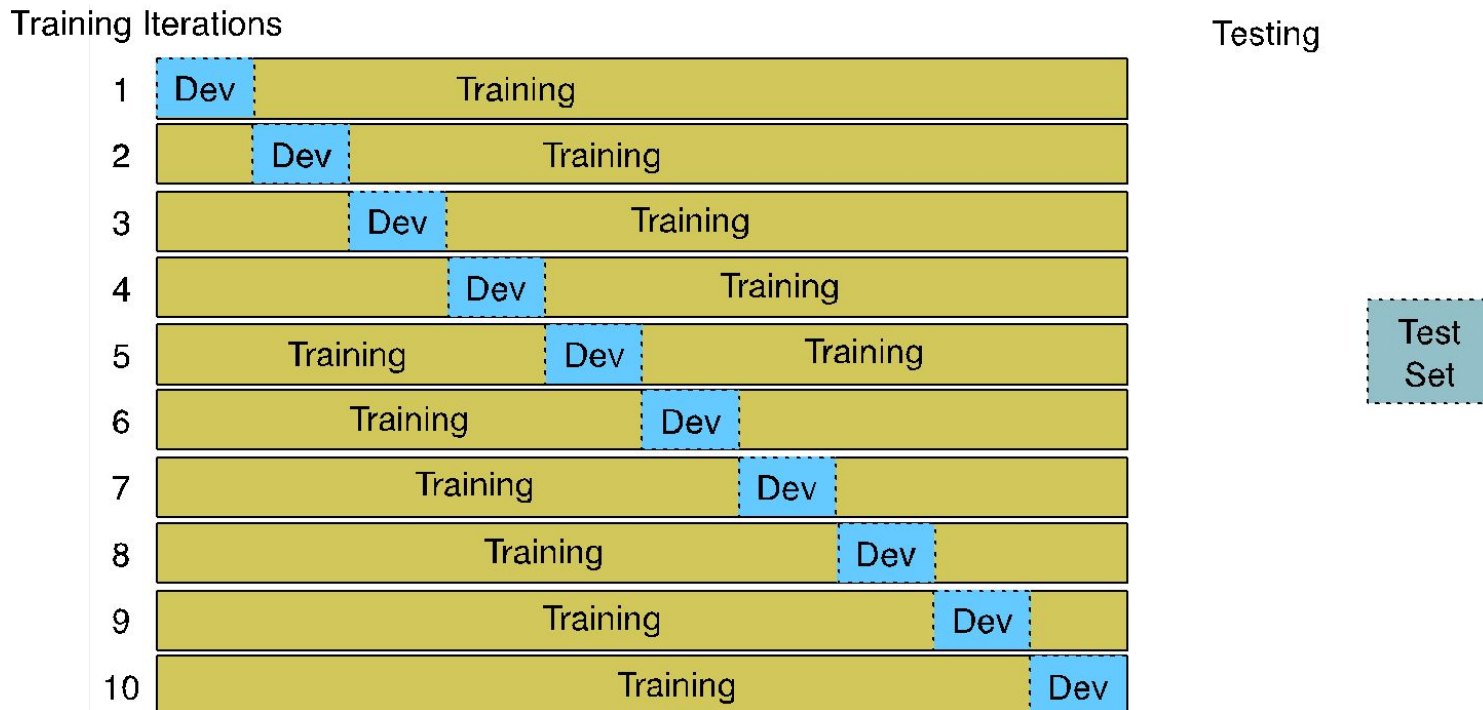 Training Iterations
Testing
1 Dev Training
2 Dev Training
3 Dev Training
4 Dev Training
5 Training Dev Training
6 Training Dev
7 Training Dev
8 Training Dev
9 Training Dev
10 Training Dev
Test
Set